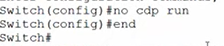 Switch(config)#no cdp run
Switch(config)#end
Switch#